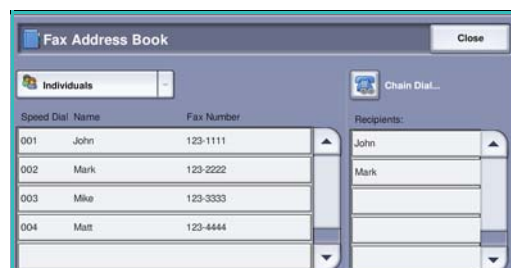 Fax Address Book
Close
Individuals
Chain Dial...
Speed Dial Name Fax Number
Recipients:
001 John 123-1111
John
002 Mark 123-2222
Mark
003 Mike 123-3333
004 Matt 123-4444